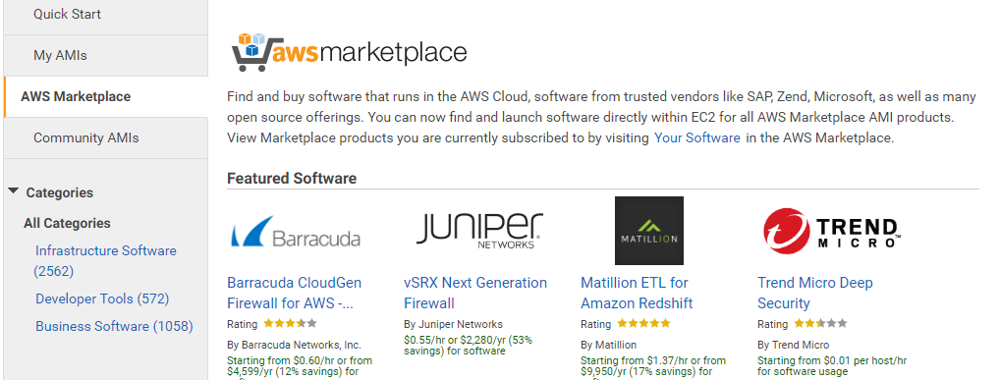 Quick Start
My AMIs
AWS Marketplace
Community AMIs
Categories
All Categories
Infrastructure Software
(2562)
Developer Tools (572)
Business Software (1058)
awsmarketplace
Find and buy software that runs in the AWS Cloud, software from trusted vendors like SAP, Zend, Microsoft, as well as many
open source offerings. You can now find and launch software directly within EC2 for all AWS Marketplace AMI products.
View Marketplace products you are currently subscribed to by visiting Your Software in the AWS Marketplace.
Featured Software
Barracuda
Barracuda CloudGen
Firewall for AWS -...
Rating
By Barracuda Networks, Inc.
Starting from $0.60/hr or from
$4,599/yr (12% savings) for
JUNIPER
NETWORKS
vSRX Next Generation
Firewall
By Juniper Networks
$0.55/hr or $2,280/yr (53%
savings) for software
MATILLION
Matillion ETL for
Amazon Redshift
Rating
By Matillion
Starting from $1.37/hr or from
$9,950/yr (17% savings) for
TREND
MICRO
Trend Micro Deep
Security
Rating
By Trend Micro
Starting from $0.01 per host/hr
for software usage